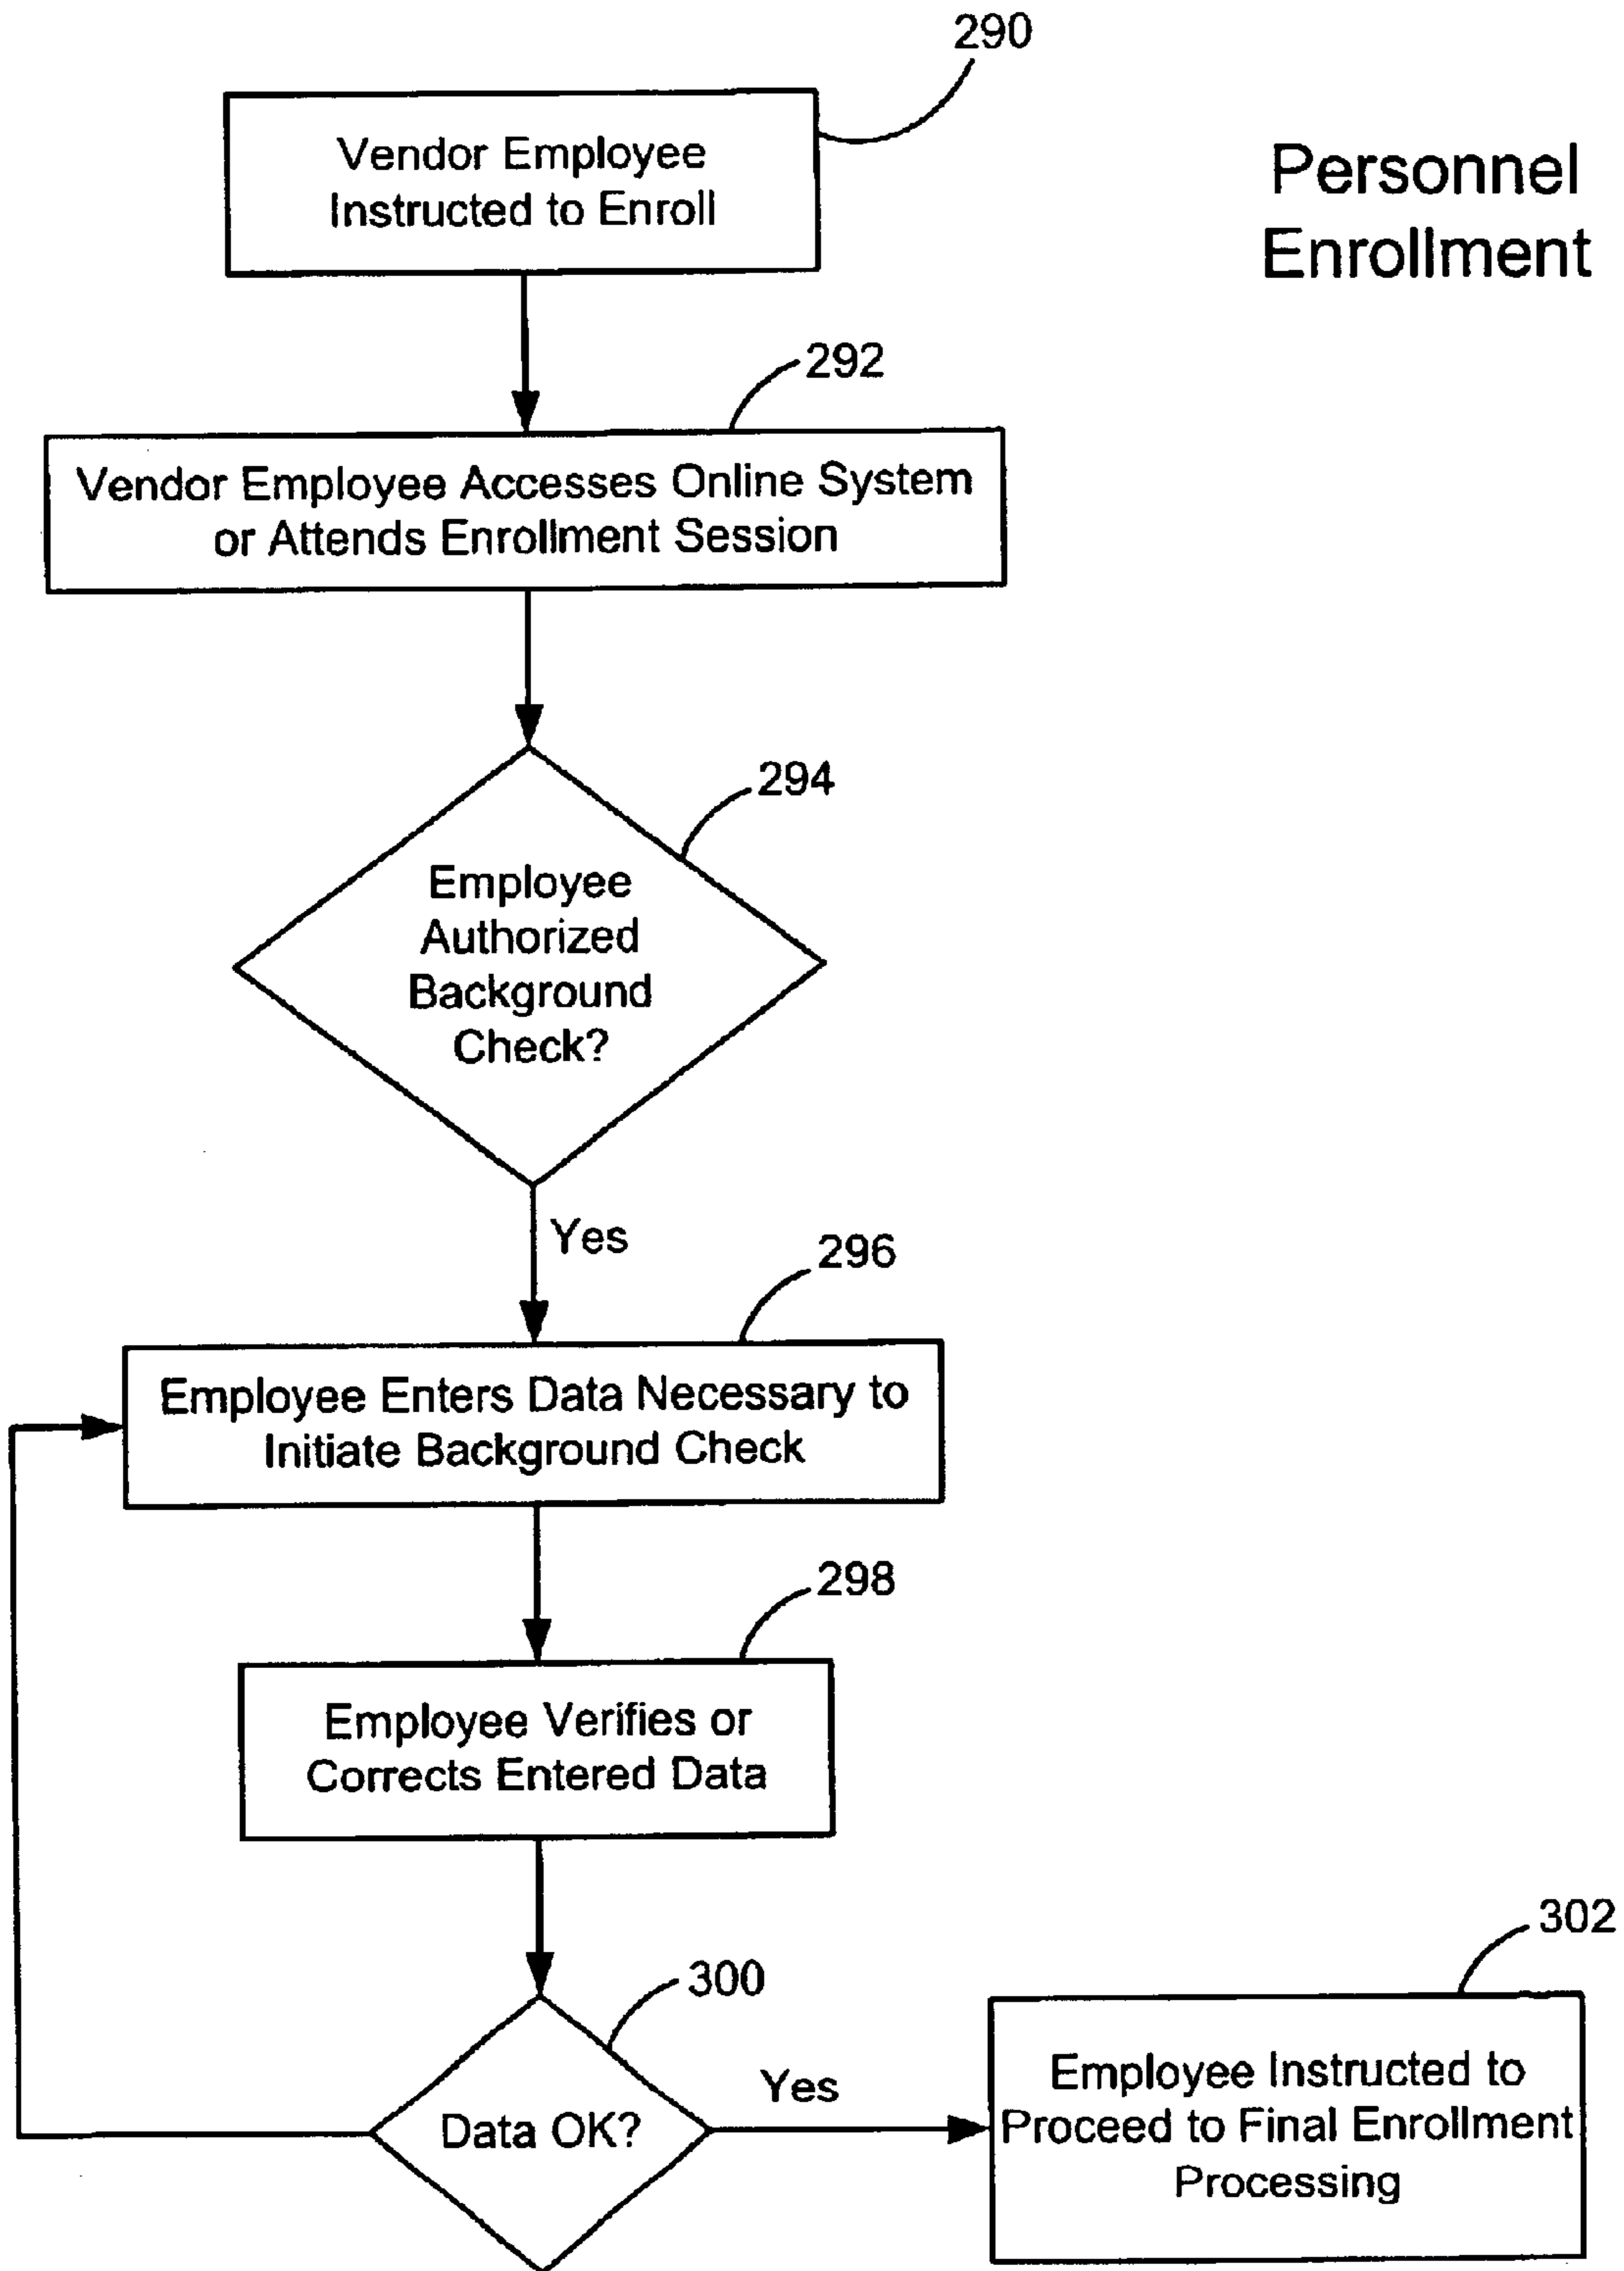 290
Vendor Employee
Instructed to Enroll
Personnel
Enrollment
292
Vendor Employee Accesses Online System
or Attends Enrollment Session
294
Employee
Authorized
Background
Check?
Yes
296
Employee Enters Data Necessary to
Initiate Background Check
298
Employee Verifies or
Corrects Entered Data
300
Data OK?
Yes
302
Employee Instructed to
Proceed to Final Enrollment
Processing